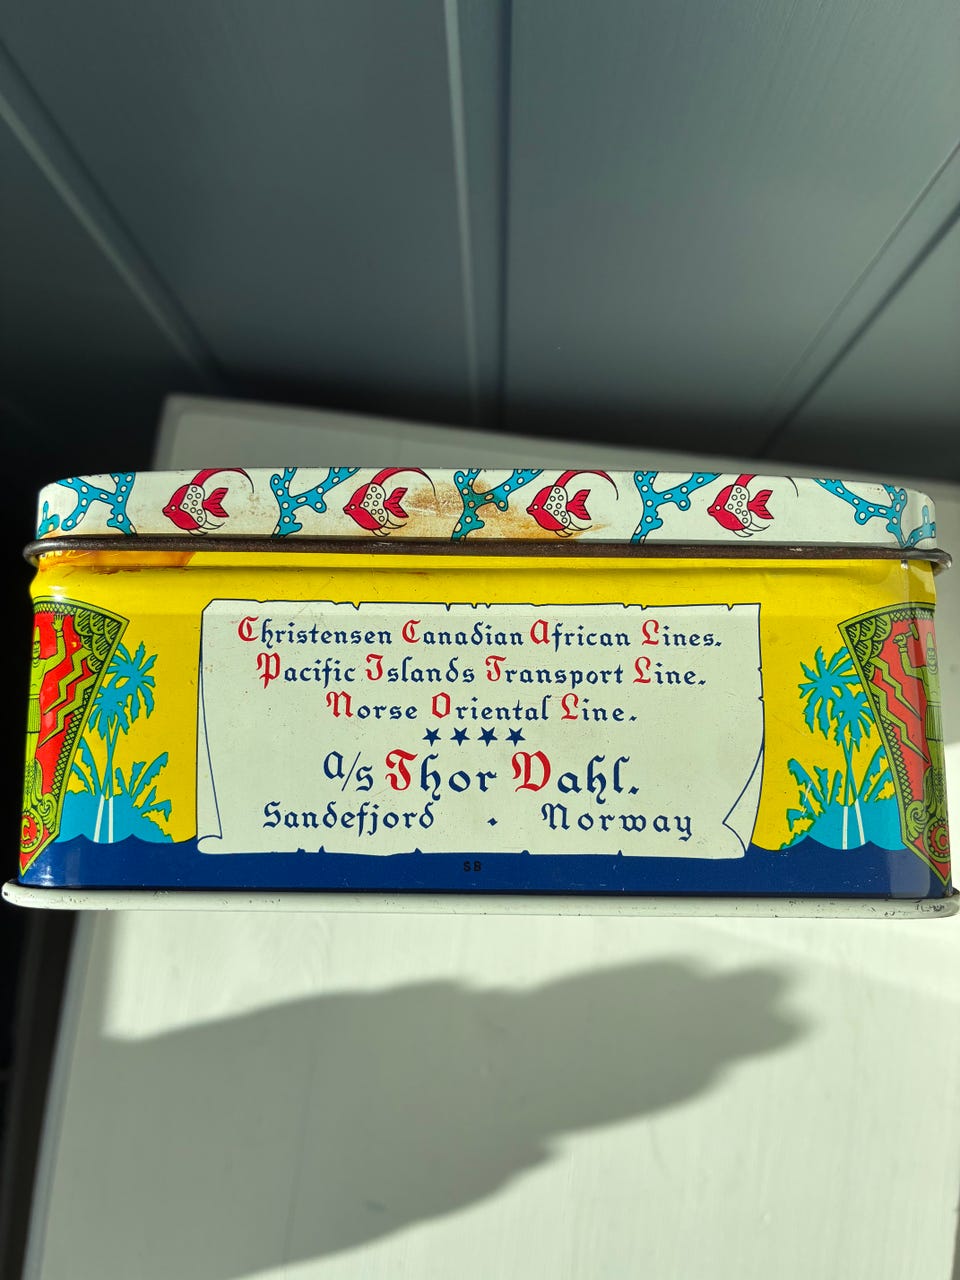 Christensen Canadian African Lines.
Pacific Islands Transport Line.
Norse Oriental Line.
★★★★
A/s Thor Dahl.
Sandefjord . Norway
SB